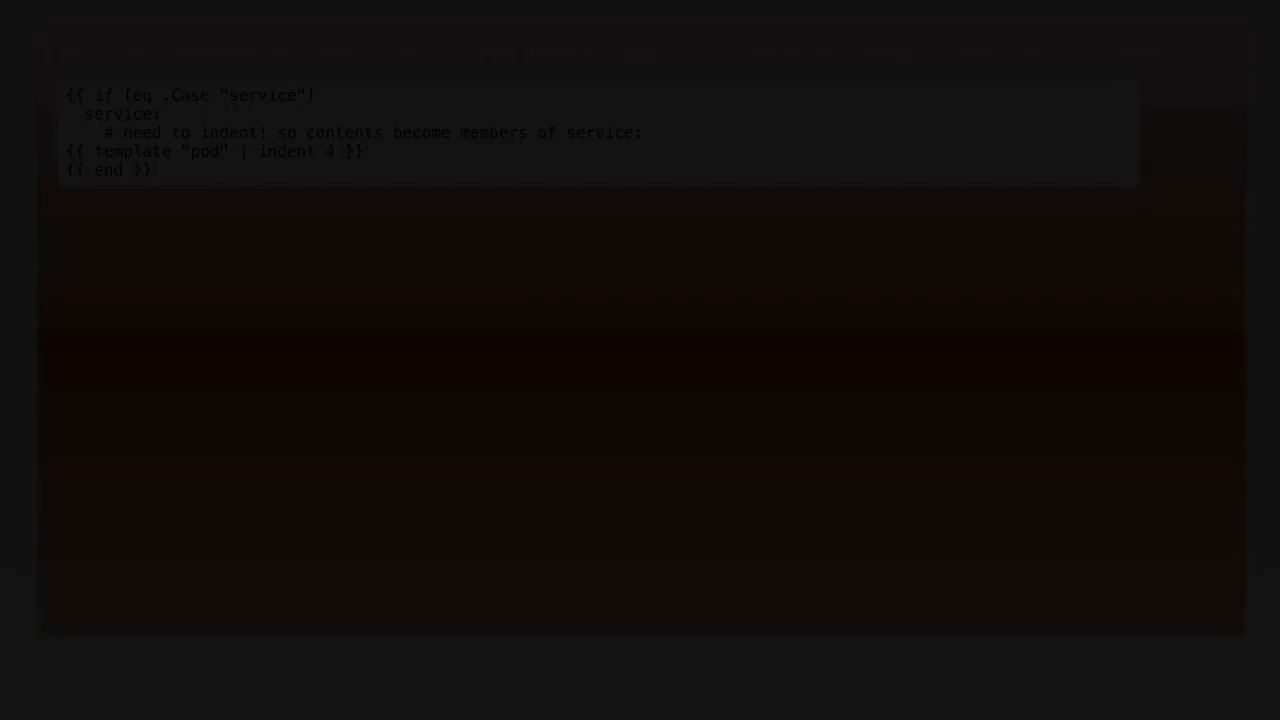 {{ if (eq .Case "service")
  service:
    # need to indent! so contents become members of service:
{{ template "pod" | indent 4 }}
{{ end }}